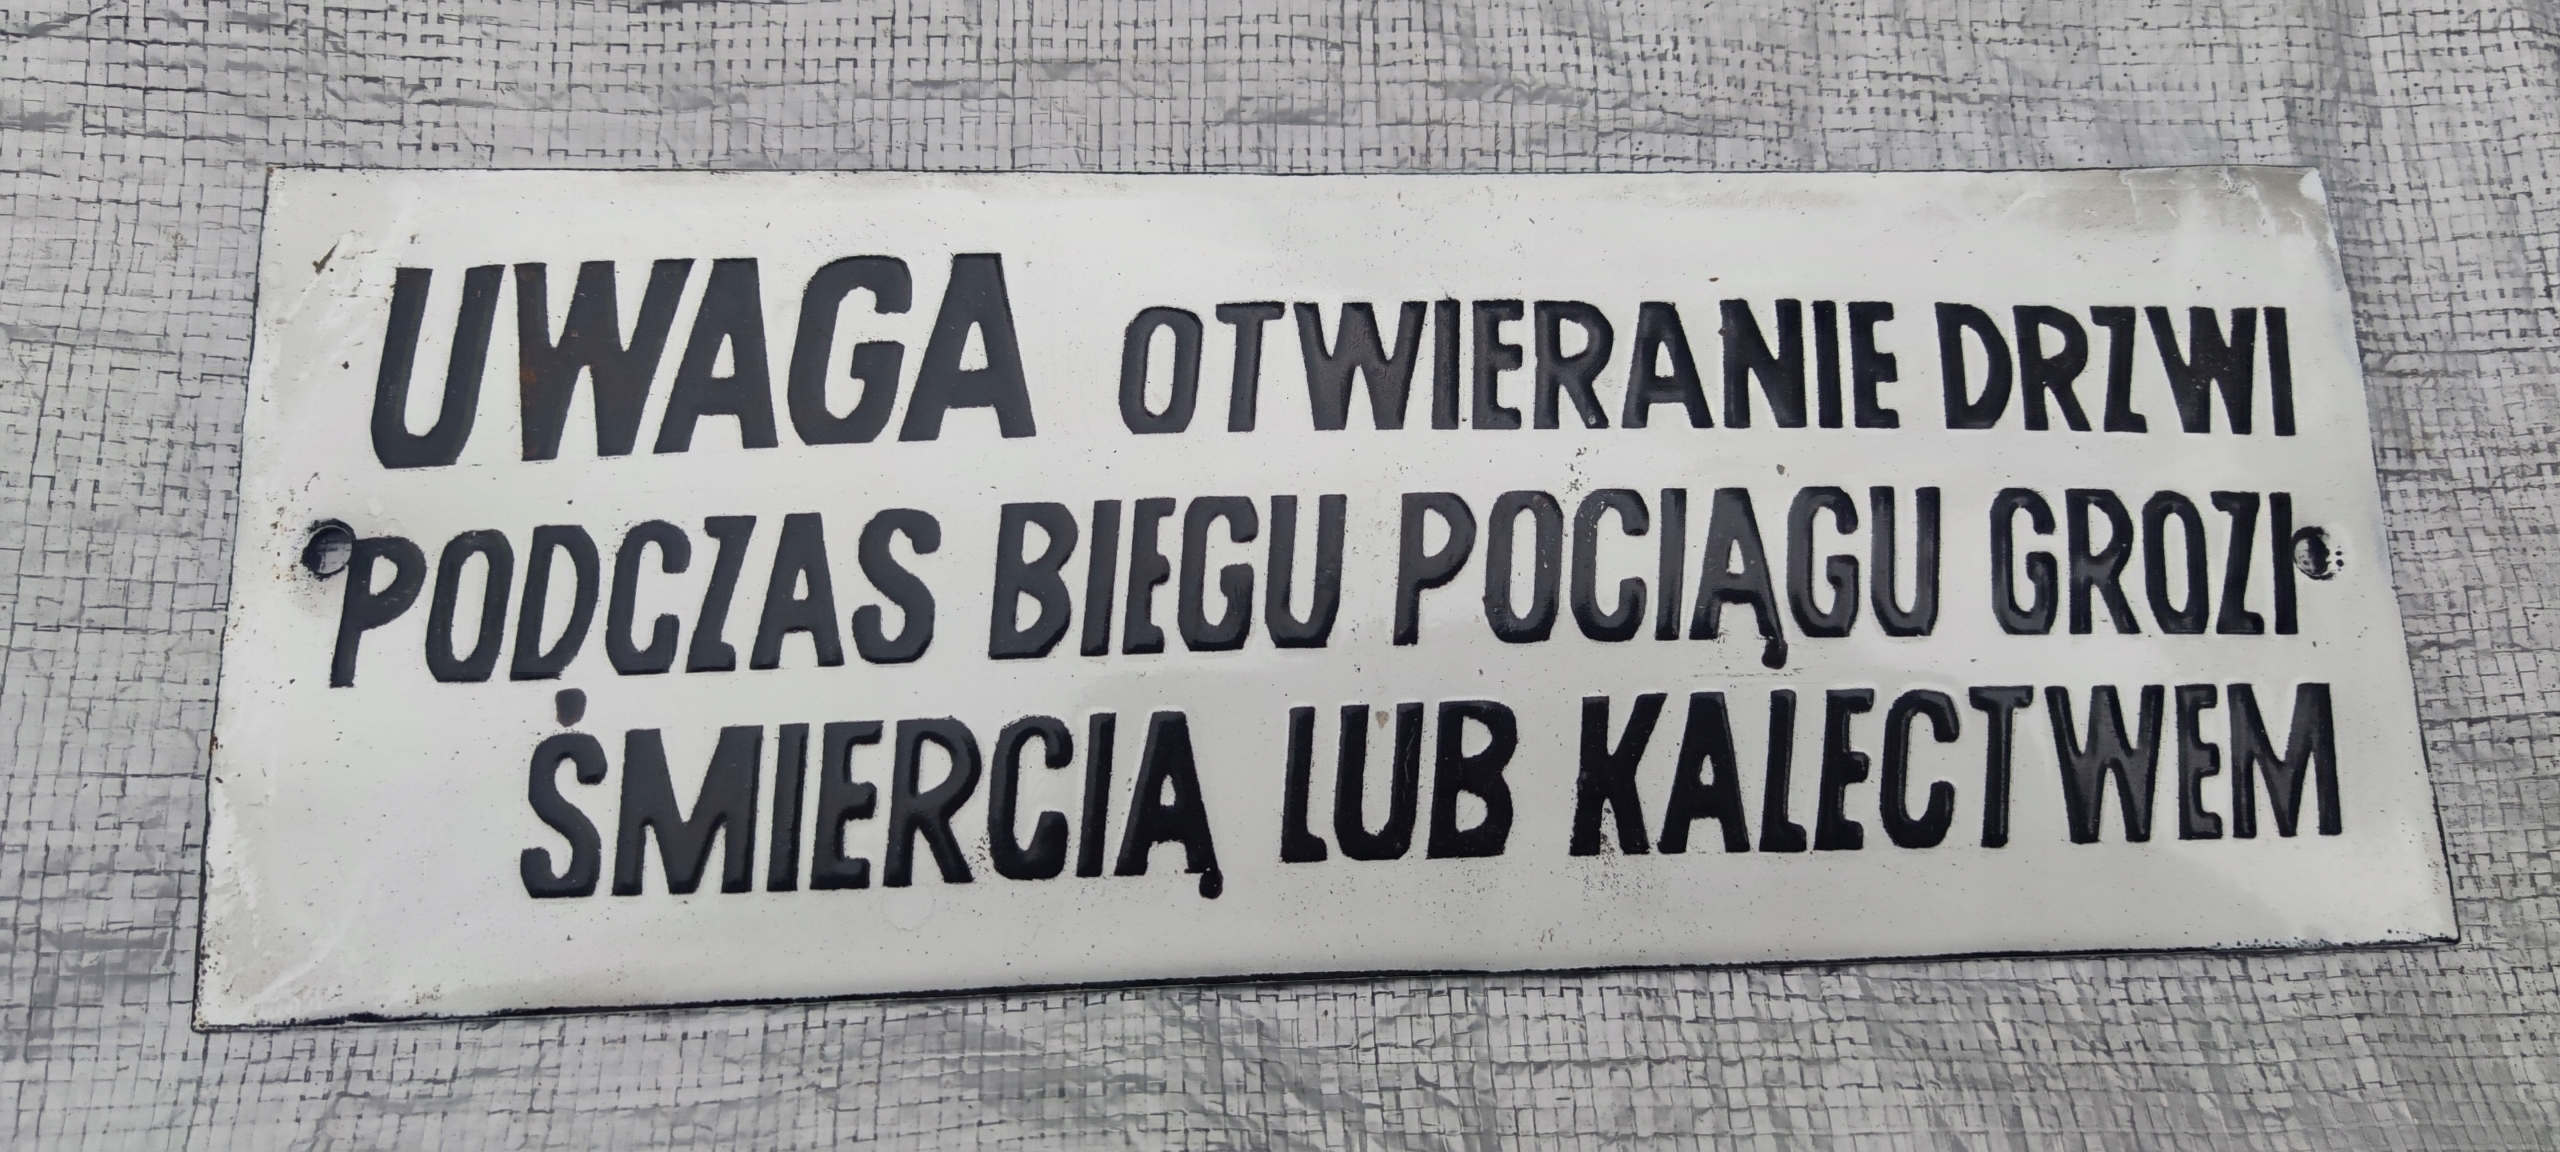 UWAGA OTWIERANIE DRZWI
PODCZAS BIEGU POCIĄGU GROZI
ŚMIERCIĄ LUB KALECTWEM